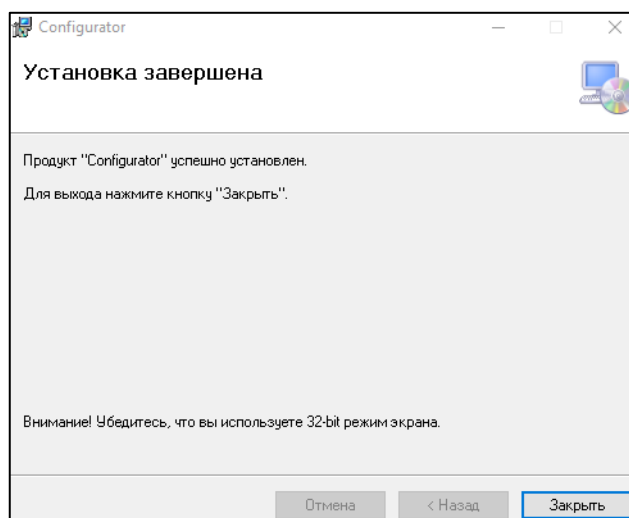 Configurator
Установка завершена
Продукт "Configurator" успешно установлен.
Для выхода нажмите кнопку "Закрыть".
Внимание! Убедитесь, что вы используете 32-bit режим экрана.
Отмена
< Назад
Закрыть